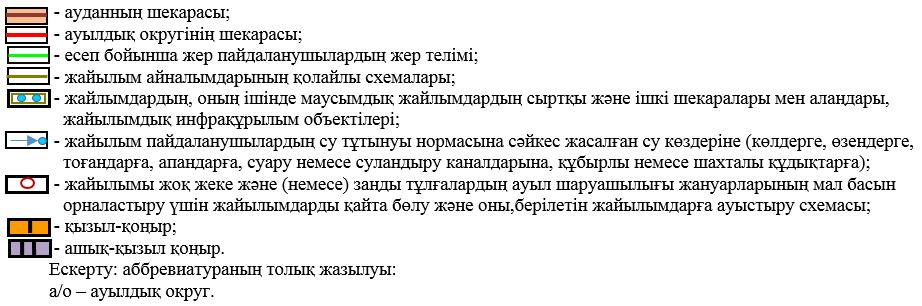 - ауданның шекарасы;
- ауылдық округінің шекарасы;
- есеп бойынша жер пайдаланушылардың жер телімі;
- жайылым айналымдарының қолайлы схемалары;
- жайлымдардың, оның ішінде маусымдық жайлымдардың сыртқы және ішкі шекаралары мен алаңдары,
жайылымдық инфрақұрылым объектілері;
- жайылым пайдаланушылардың су тұтынуы нормасына сәйкес жасалған су көздеріне (көлдерге, өзендерге,
тоғандарға, апандарға, суару немесе суландыру каналдарына, құбырлы немесе шахталы құдықтарға);
- жайылымы жоқ жеке және (немесе) заңды тұлғалардың ауыл шаруашылығы жануарларының мал басын
орналастыру үшін жайылымдарды қайта бөлу және оны,берілетін жайылымдарға ауыстыру схемасы;
- қызыл-қоңыр;
- ашық-қызыл қоңыр.
Ескерту: аббревиатураның толық жазылуы:
а/о – ауылдық округ.